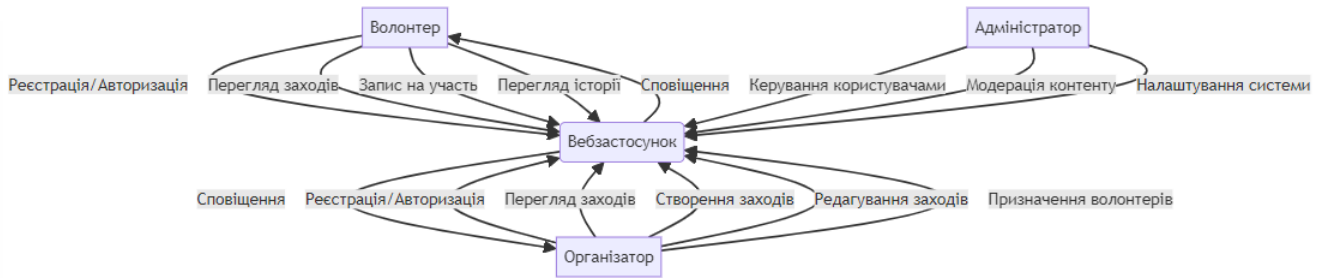 Волонтер
Адміністратор
Реєстрація/Авторизація
Перегляд заходів
Запис на участь
Перегляд історії
Сповіщення
Керування користувачами
Модерація контенту
Налаштування системи
Вебзастосунок
Сповіщення
Реєстрація/Авторизація
Перегляд заходів
Створення заходів
Редагування заходів
Призначення волонтерів
Організатор